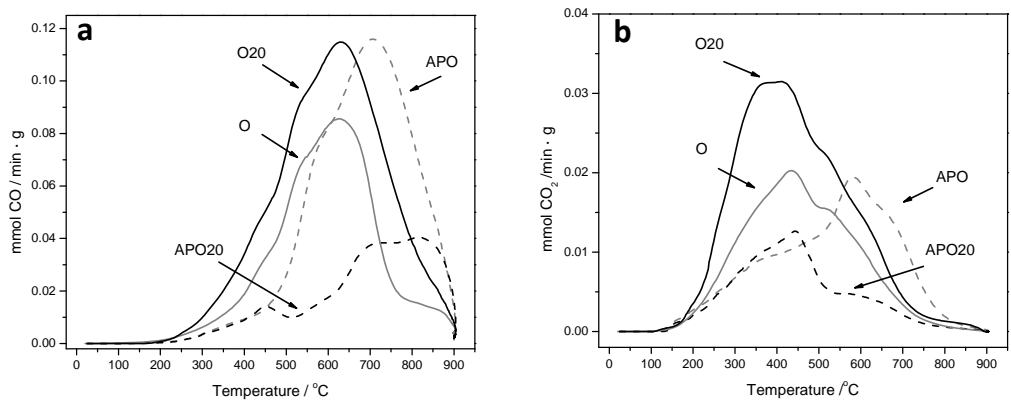 a
0.12
0.10
0.08
0.06
0.04
0.02
0.00
mmol CO / min · g
O20
APO
O
APO20
0 100 200 300 400 500 600 700 800 900
Temperature / °C
b
0.04
0.03
0.02
0.01
0.00
mmol CO₂ /min · g
O20
O
APO
APO20
0 100 200 300 400 500 600 700 800 900
Temperature /°C